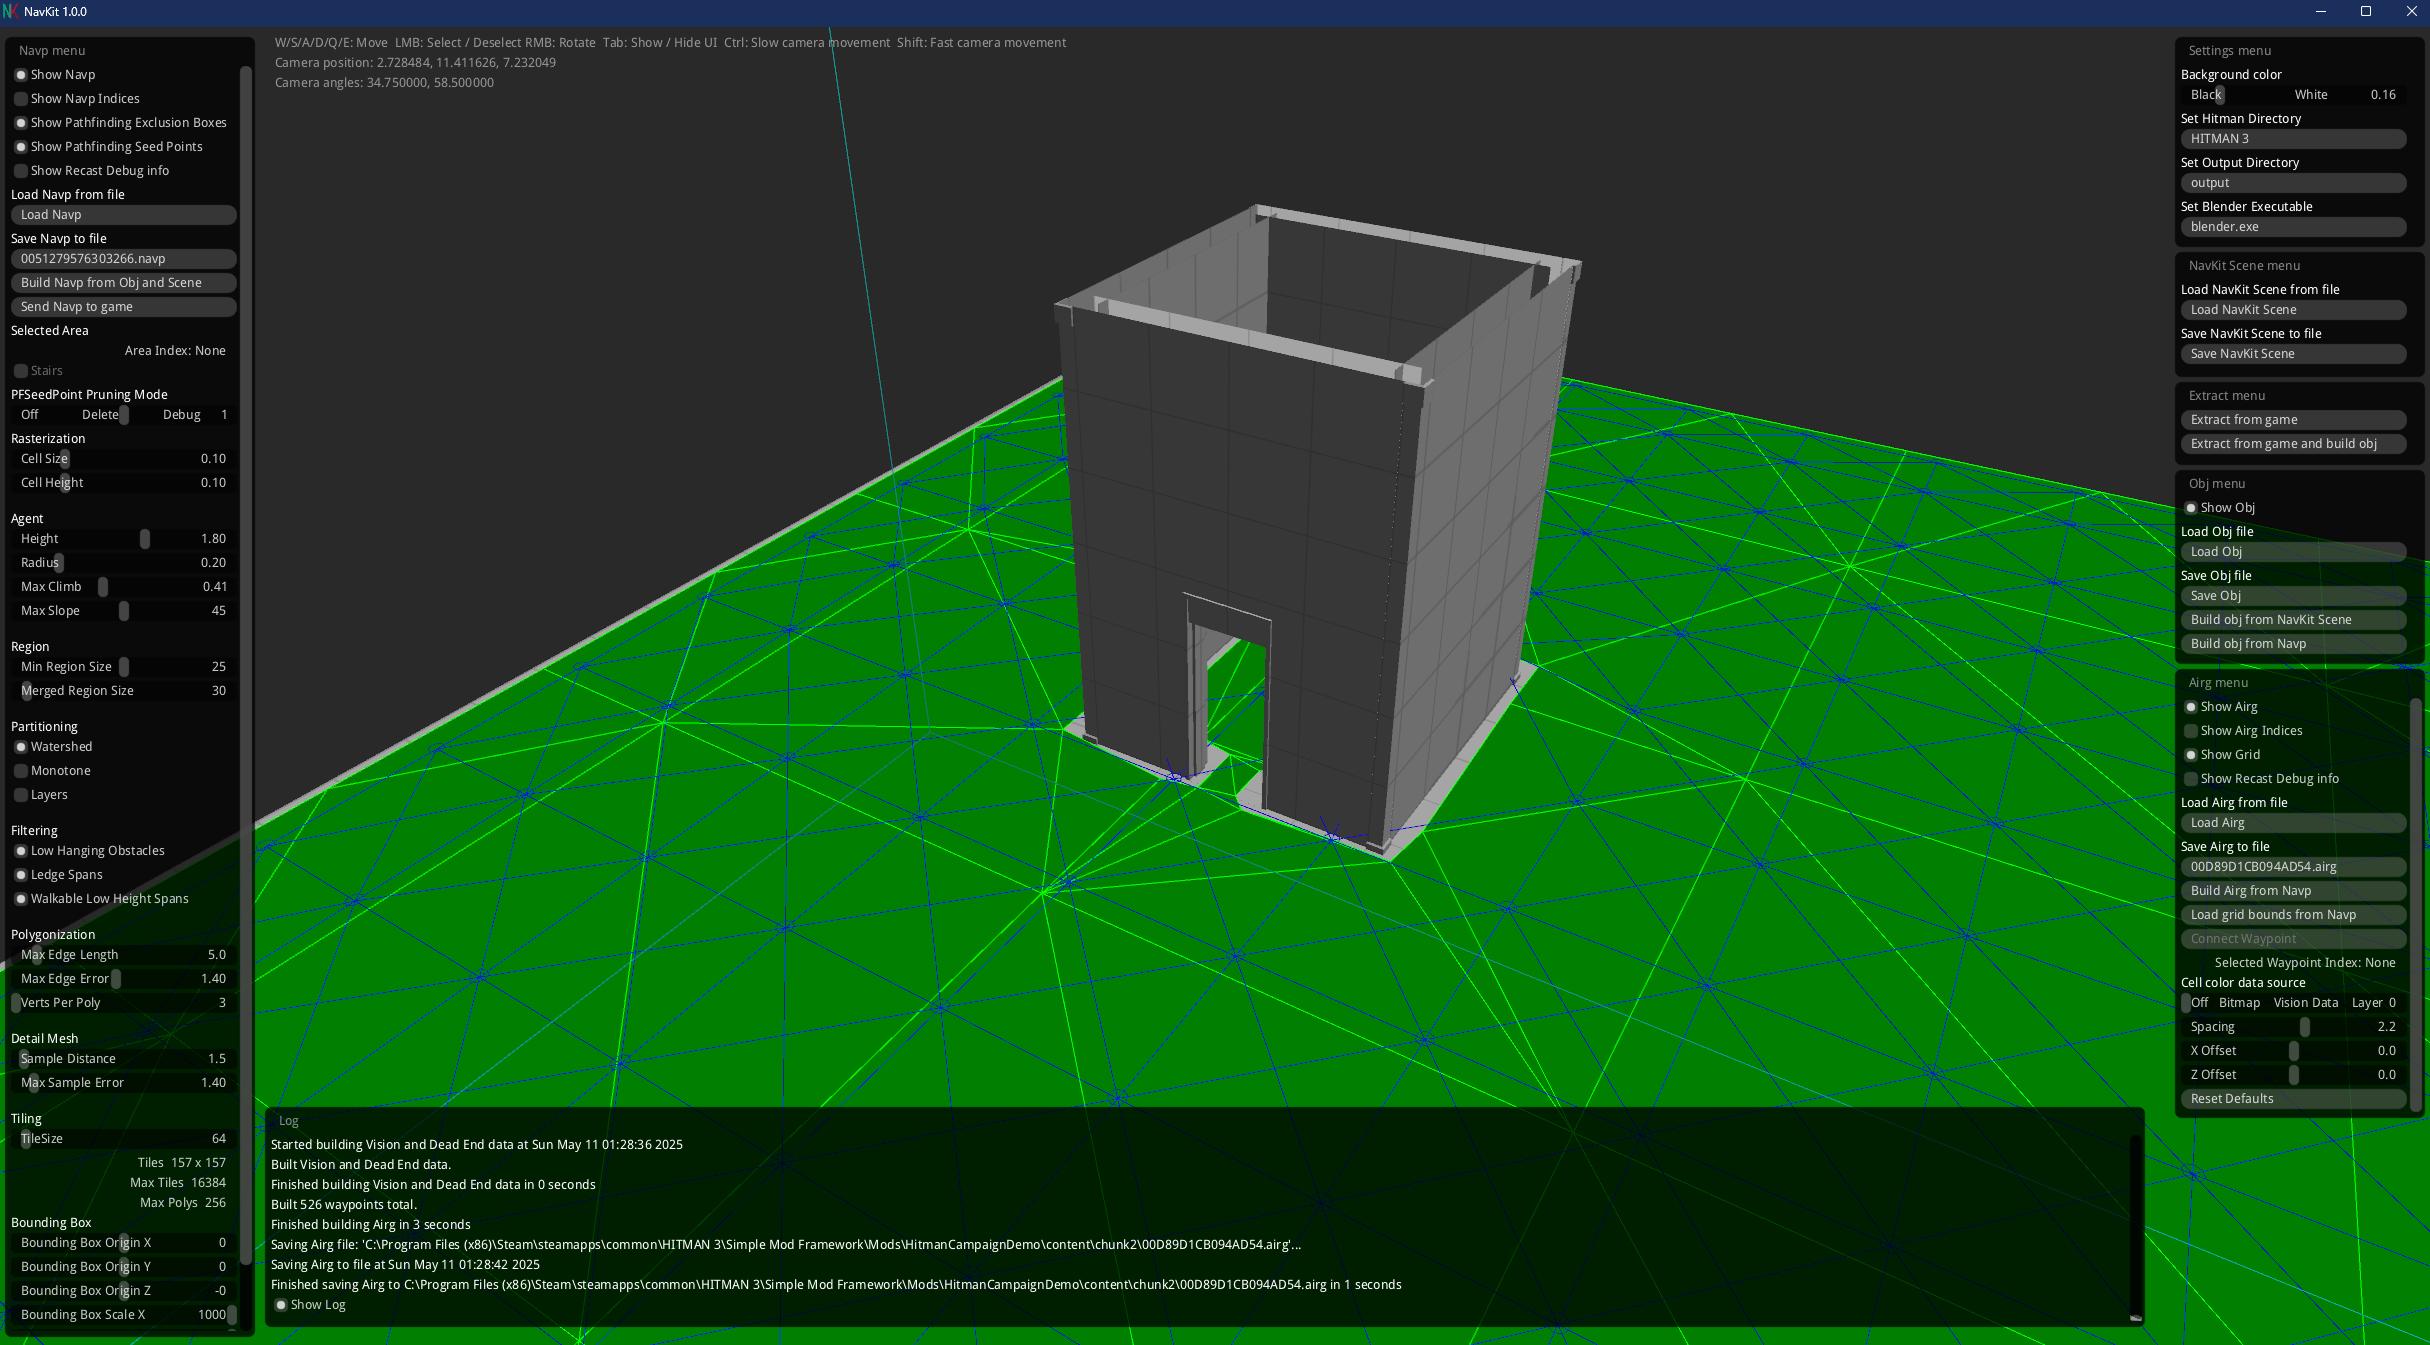 NavKit 1.0.0
Navp menu
Show Navp
Show Navp Indices
Show Pathfinding Exclusion Boxes
Show Pathfinding Seed Points
Show Recast Debug info
Load Navp from file
Load Navp
Save Navp to file
0051279576303266.navp
Build Navp from Obj and Scene
Send Navp to game
Selected Area
Area Index: None
Stairs
PFSeedPoint Pruning Mode
Off Delete Debug 1
Rasterization
Cell Size 0.10
Cell Height 0.10
Agent
Height 1.80
Radius 0.20
Max Climb 0.41
Max Slope 45
Region
Min Region Size 25
Merged Region Size 30
Partitioning
Watershed
Monotone
Layers
Filtering
Low Hanging Obstacles
Ledge Spans
Walkable Low Height Spans
Polygonization
Max Edge Length 5.0
Max Edge Error 1.40
Verts Per Poly 3
Detail Mesh
Sample Distance 1.5
Max Sample Error 1.40
Tiling
TileSize 64
Tiles 157 x 157
Max Tiles 16384
Max Polys 256
Bounding Box
Bounding Box Origin X 0
Bounding Box Origin Y 0
Bounding Box Origin Z -0
Bounding Box Scale X 1000
W/S/A/D/Q/E: Move LMB: Select / Deselect RMB: Rotate Tab: Show / Hide UI Ctrl: Slow camera movement Shift: Fast camera movement
Camera position: 2.728484, 11.411626, 7.232049
Camera angles: 34.750000, 58.500000
Log
Started building Vision and Dead End data at Sun May 11 01:28:36 2025
Built Vision and Dead End data.
Finished building Vision and Dead End data in 0 seconds
Built 526 waypoints total.
Finished building Airg in 3 seconds
Saving Airg file: 'C:\Program Files (x86)\Steam\steamapps\common\HITMAN 3\Simple Mod Framework\Mods\HitmanCampaignDemo\content\chunk2\00D89D1CB094AD54.airg'...
Saving Airg to file at Sun May 11 01:28:42 2025
Finished saving Airg to C:\Program Files (x86)\Steam\steamapps\common\HITMAN 3\Simple Mod Framework\Mods\HitmanCampaignDemo\content\chunk2\00D89D1CB094AD54.airg in 1 seconds
Show Log
Settings menu
Background color
Black White 0.16
Set Hitman Directory
HITMAN 3
Set Output Directory
output
Set Blender Executable
blender.exe
NavKit Scene menu
Load NavKit Scene from file
Load NavKit Scene
Save NavKit Scene to file
Save NavKit Scene
Extract menu
Extract from game
Extract from game and build obj
Obj menu
Show Obj
Load Obj file
Load Obj
Save Obj file
Save Obj
Build obj from NavKit Scene
Build obj from Navp
Airg menu
Show Airg
Show Airg Indices
Show Grid
Show Recast Debug info
Load Airg from file
Load Airg
Save Airg to file
00D89D1CB094AD54.airg
Build Airg from Navp
Load grid bounds from Navp
Connect Waypoint
Selected Waypoint Index: None
Cell color data source
Off Bitmap Vision Data Layer 0
Spacing 2.2
X Offset 0.0
Z Offset 0.0
Reset Defaults